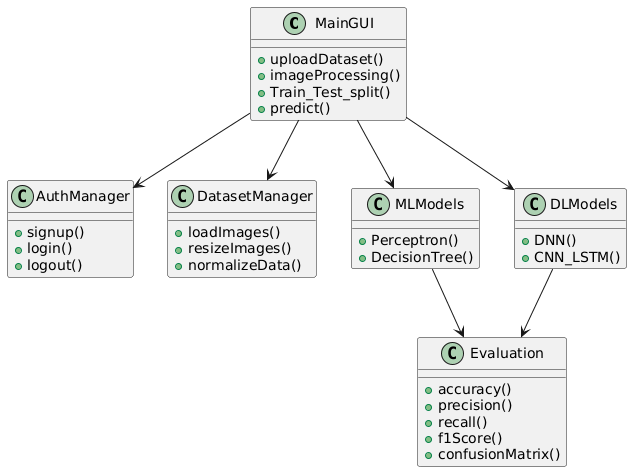 C MainGUI
uploadDataset()
imageProcessing()
Train_Test_split()
predict()
C AuthManager
signup()
login()
logout()
C DatasetManager
loadImages()
resizeImages()
normalizeData()
C MLModels
Perceptron()
DecisionTree()
C DLModels
DNN()
CNN_LSTM()
C Evaluation
accuracy()
precision()
recall()
f1Score()
confusionMatrix()